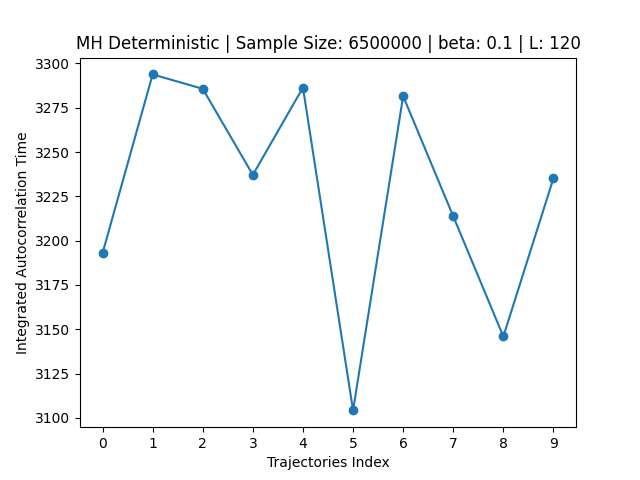 MH Deterministic | Sample Size: 6500000 | beta: 0.1 | L: 120
3300
3275
3250
3225
3200
3175
3150
3125
3100
Integrated Autocorrelation Time
0 1 2 3 4 5 6 7 8 9
Trajectories Index